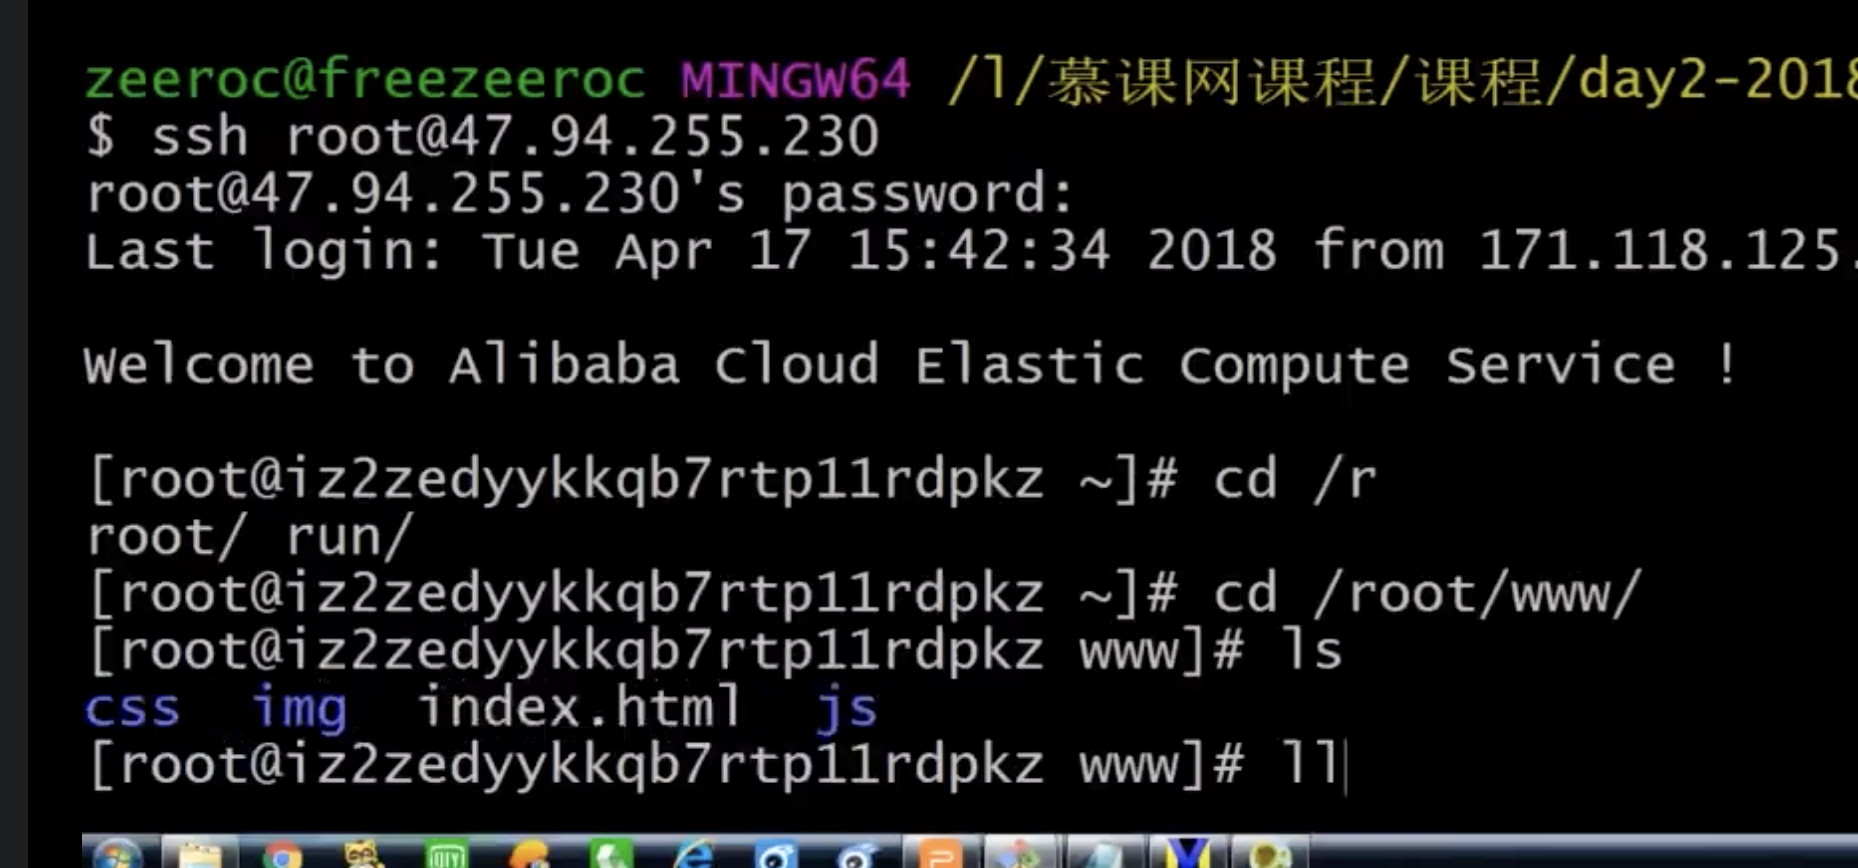 zeeroc@freezeeroc MINGW64 /l/慕课网课程/课程/day2-2018
$ ssh root@47.94.255.230
root@47.94.255.230's password:
Last login: Tue Apr 17 15:42:34 2018 from 171.118.125.
Welcome to Alibaba Cloud Elastic Compute Service !
[root@iz2zedyykkqb7rtp11rdpkz ~]# cd /r
root/ run/
[root@iz2zedyykkqb7rtp11rdpkz ~]# cd /root/www/
[root@iz2zedyykkqb7rtp11rdpkz www]# ls
css img index.html js
[root@iz2zedyykkqb7rtp11rdpkz www]# ll